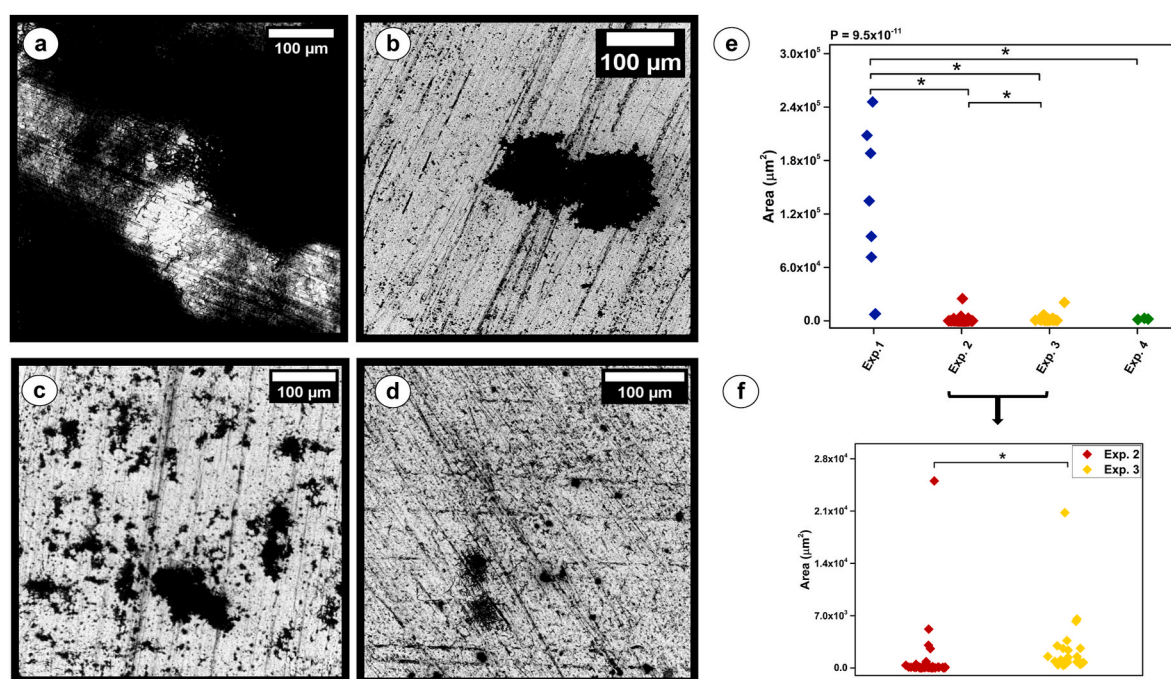 a
100 µm
b
100 µm
c
100 µm
d
100 µm
e
P = 9.5x10⁻¹¹
3.0x10⁵
2.4x10⁵
1.8x10⁵
1.2x10⁵
6.0x10⁴
0.0
Area (µm²)
*
*
*
*
Exp.1
Exp. 2
Exp. 3
Exp. 4
f
2.8x10⁴
2.1x10⁴
1.4x10⁴
7.0x10³
0.0
Area (µm²)
*
Exp. 2
Exp. 3